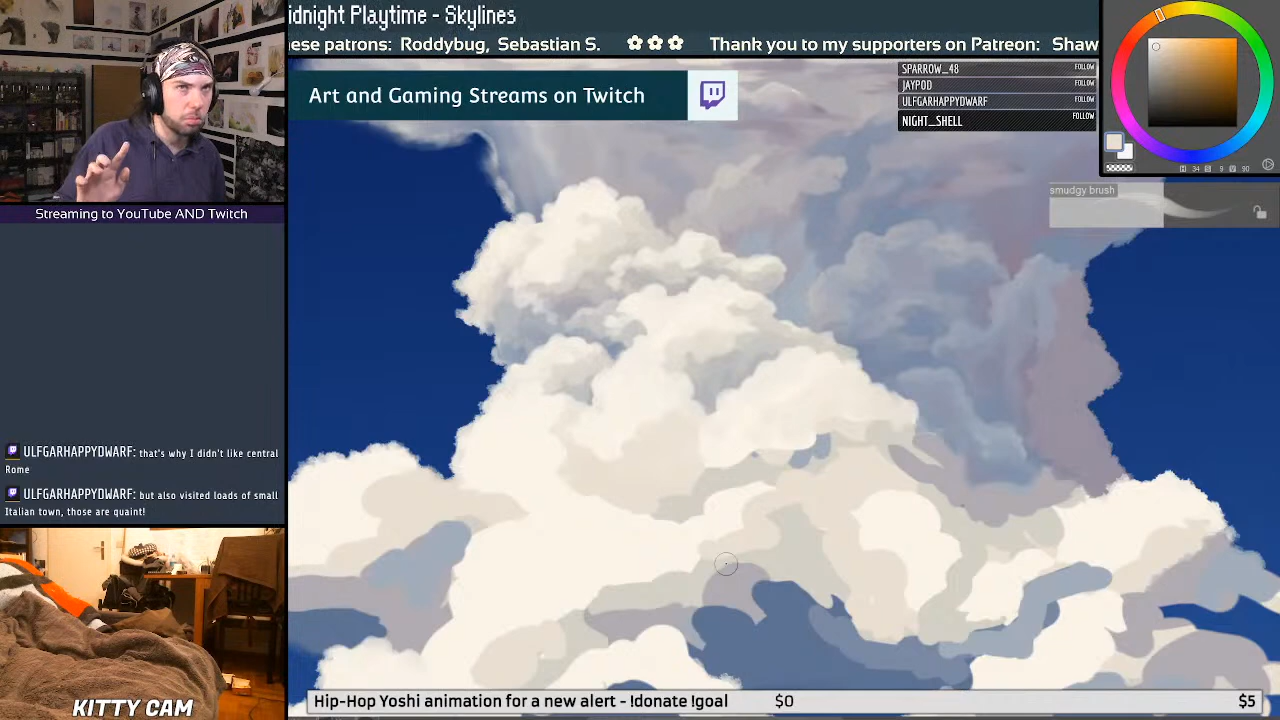 idnight Playtime - Skylines
ese patrons: Roddybug, Sebastian S. ✿✿✿ Thank you to my supporters on Patreon: Shaw
Art and Gaming Streams on Twitch
SPARROW_48 FOLLOW
JAYPOD FOLLOW
ULFGARHAPPYDWARF FOLLOW
NIGHT_SHELL FOLLOW
H 34 S 9 V 90
smudgy brush
Streaming to YouTube AND Twitch
ULFGARHAPPYDWARF: that's why I didn't like central
Rome
ULFGARHAPPYDWARF: but also visited loads of small
Italian town, those are quaint!
KITTY CAM
Hip-Hop Yoshi animation for a new alert - !donate !goal $0 $5